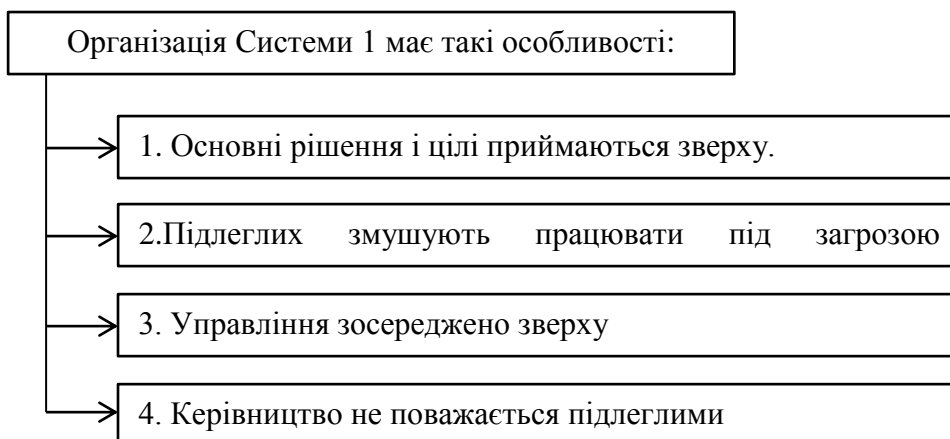 Організація Системи 1 має такі особливості:
1. Основні рішення і цілі приймаються зверху.
2.Підлеглих змушують працювати під загрозою
3. Управління зосереджено зверху
4. Керівництво не поважається підлеглими